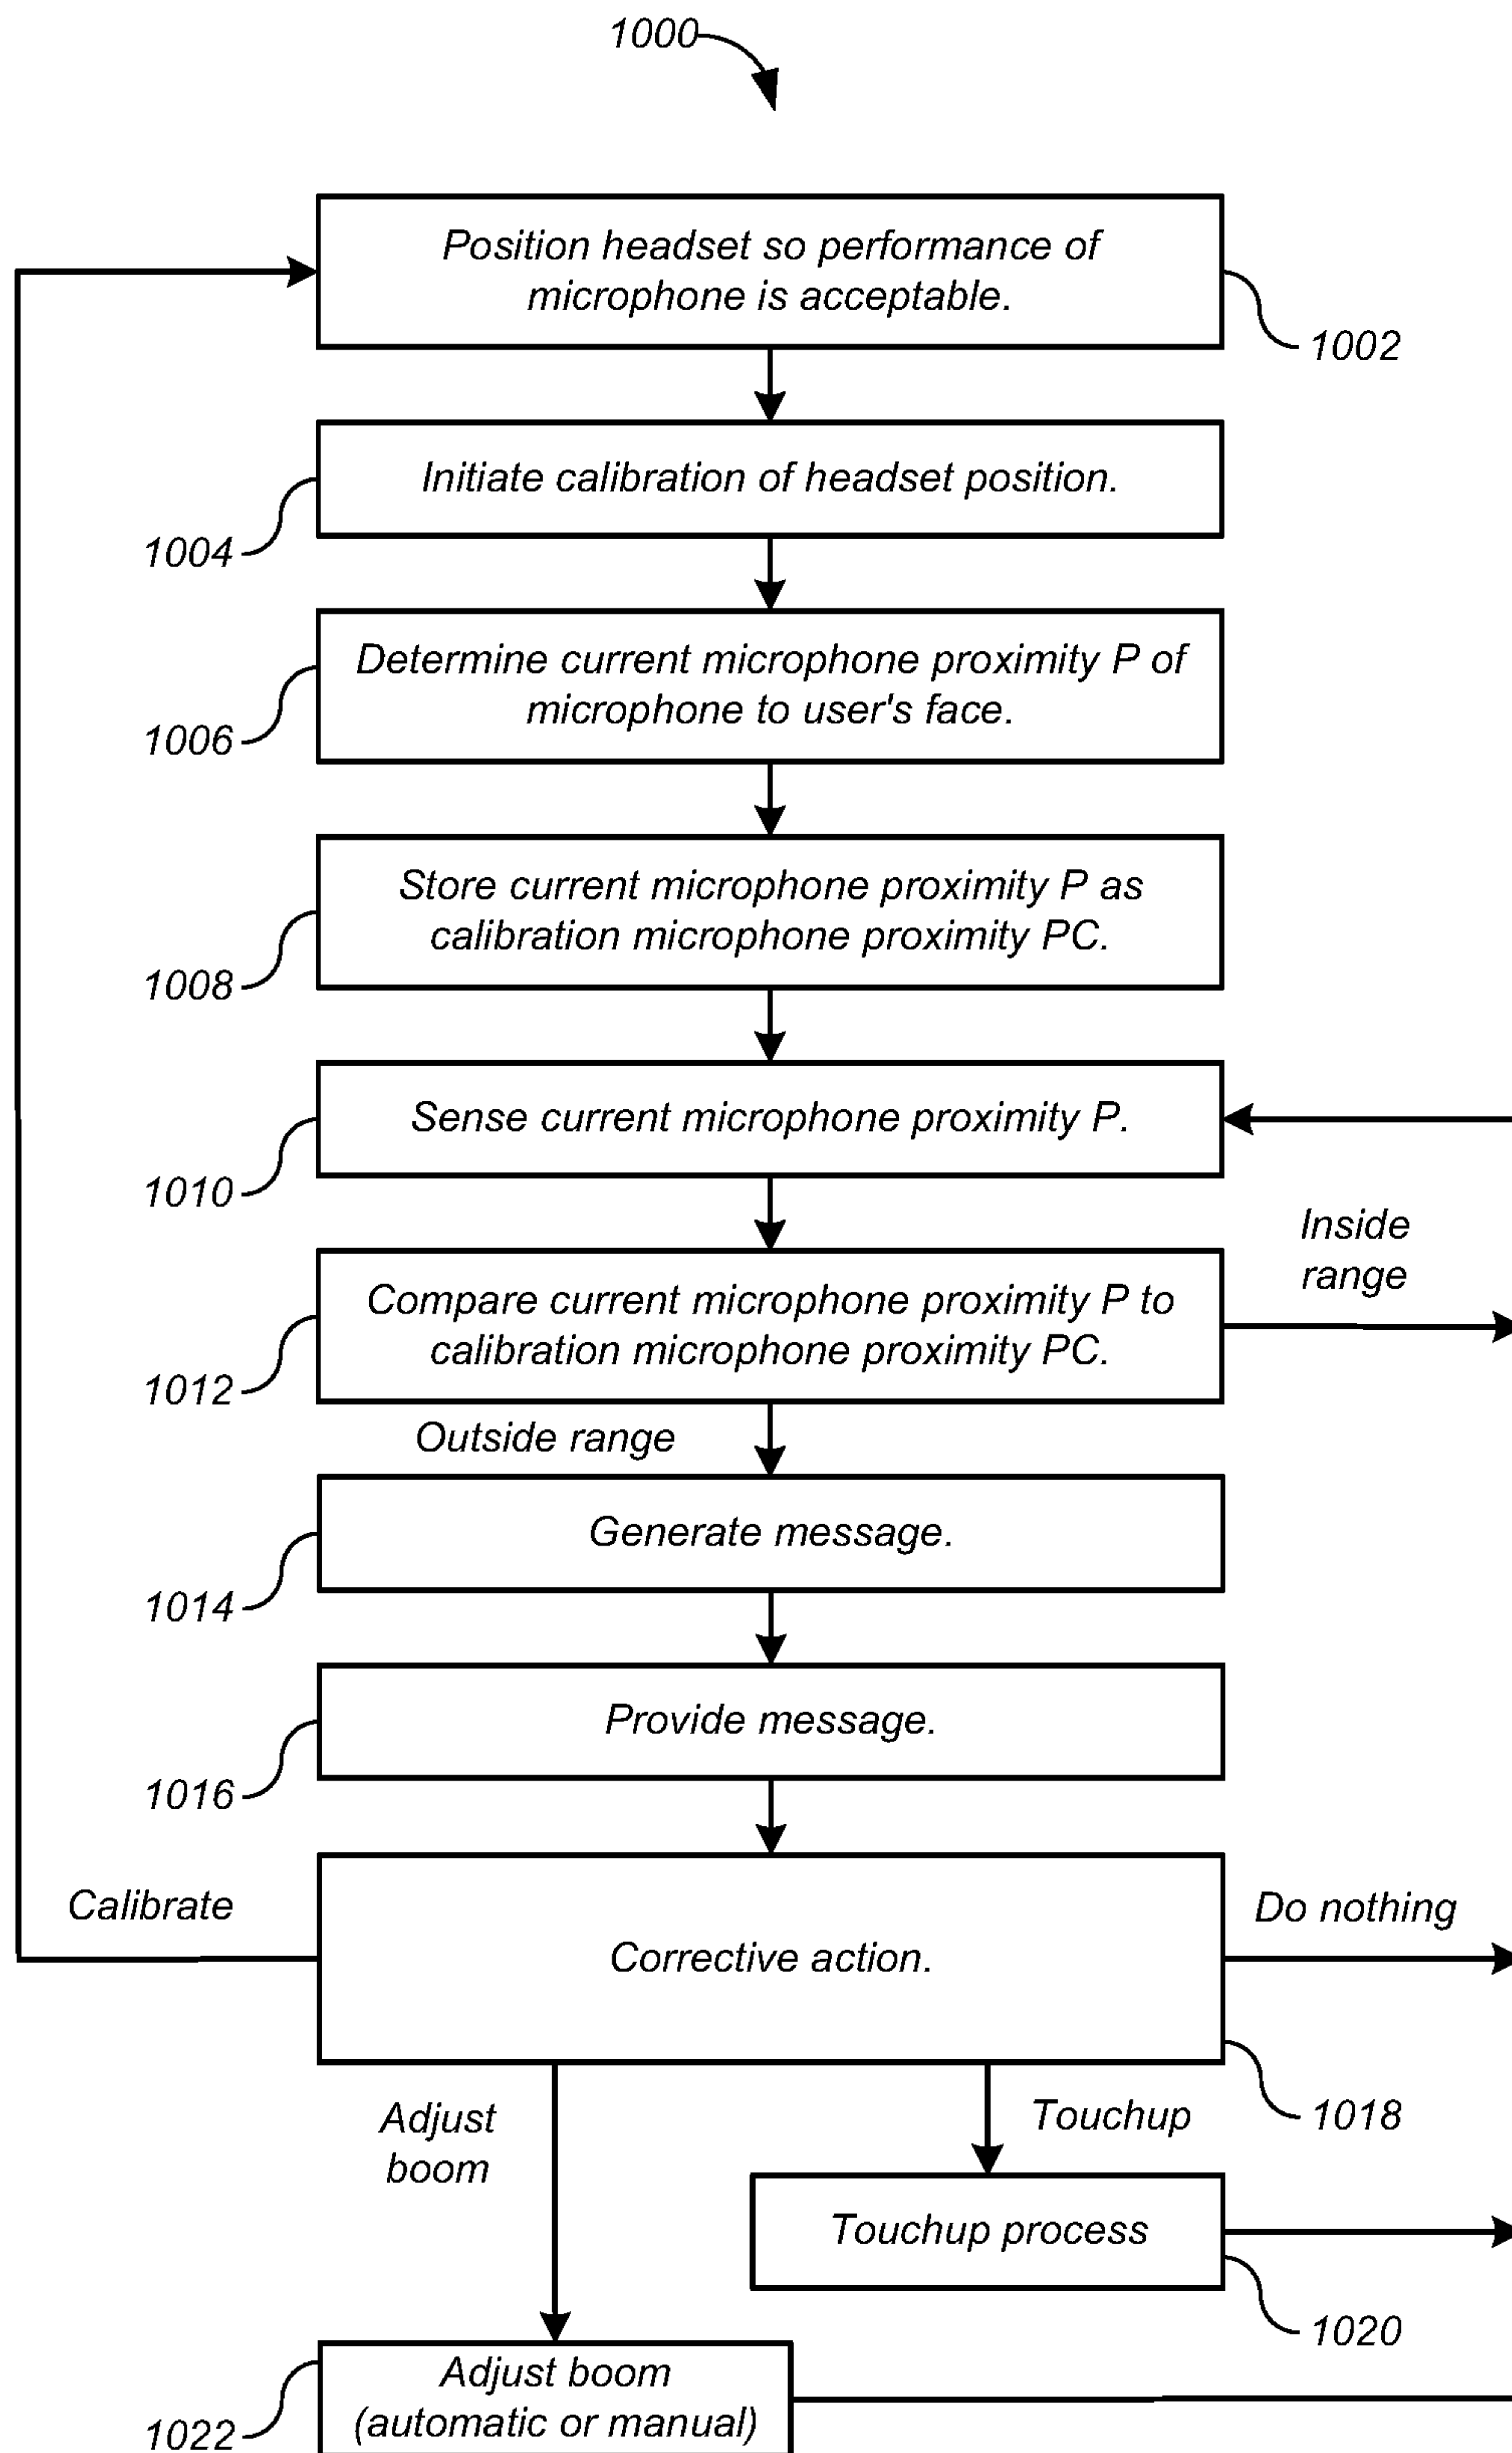 1000
Position headset so performance of
microphone is acceptable.
1002
Initiate calibration of headset position.
1004
Determine current microphone proximity P of
microphone to user's face.
1006
Store current microphone proximity P as
calibration microphone proximity PC.
1008
Sense current microphone proximity P.
1010
Inside
range
Compare current microphone proximity P to
calibration microphone proximity PC.
1012
Outside range
Generate message.
1014
Provide message.
1016
Calibrate
Corrective action.
Do nothing
1018
Adjust
boom
Touchup
Touchup process
1020
Adjust boom
(automatic or manual)
1022